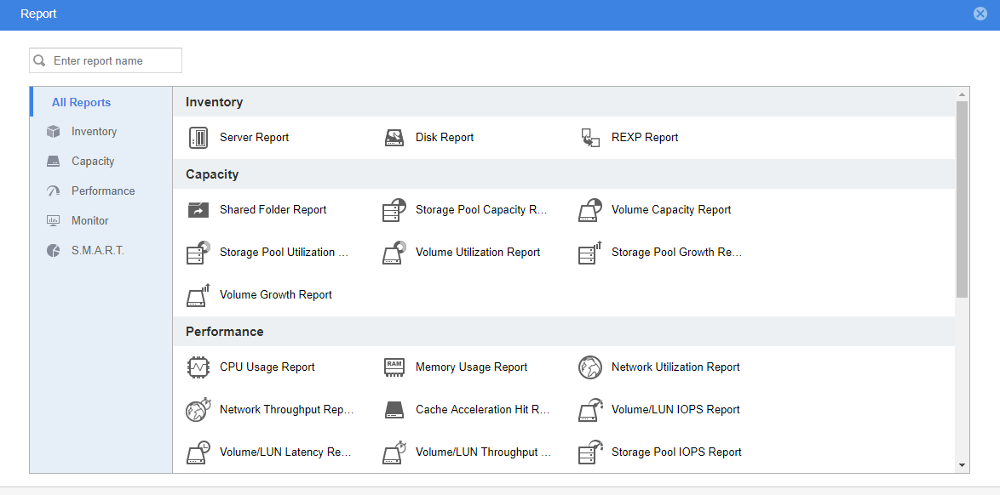 Report
Enter report name
All Reports
Inventory
Capacity
Performance
Monitor
S.M.A.R.T.
Inventory
Server Report
Disk Report
REXP Report
Capacity
Shared Folder Report
Storage Pool Capacity R...
Volume Capacity Report
Storage Pool Utilization ...
Volume Utilization Report
Storage Pool Growth Re...
Volume Growth Report
Performance
CPU Usage Report
RAM
Memory Usage Report
Network Utilization Report
Network Throughput Rep...
Cache Acceleration Hit R...
Volume/LUN IOPS Report
Volume/LUN Latency Re...
Volume/LUN Throughput ...
Storage Pool IOPS Report